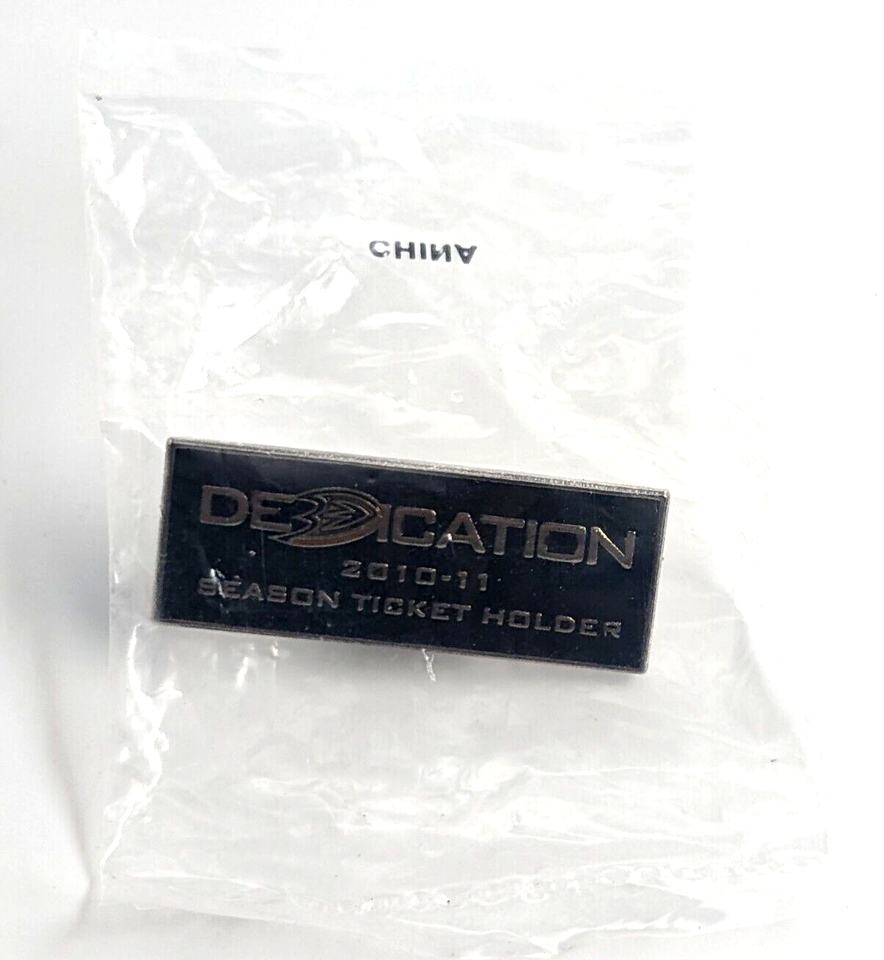 CHINA
DEDICATION
2010-11
SEASON TICKET HOLDER